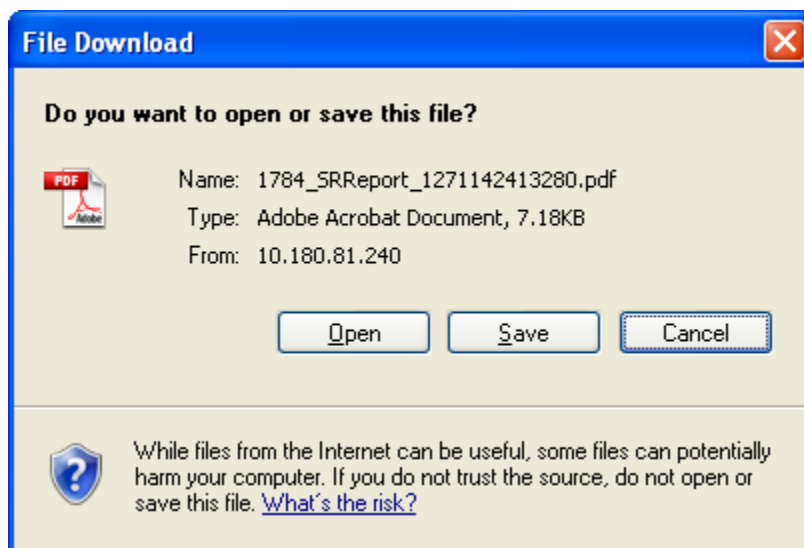 File Download
Do you want to open or save this file?
PDF
Adobe
Name: 1784_SRReport_1271142413280.pdf
Type: Adobe Acrobat Document, 7.18KB
From: 10.180.81.240
Open Save Cancel
While files from the Internet can be useful, some files can potentially
harm your computer. If you do not trust the source, do not open or
save this file. What's the risk?